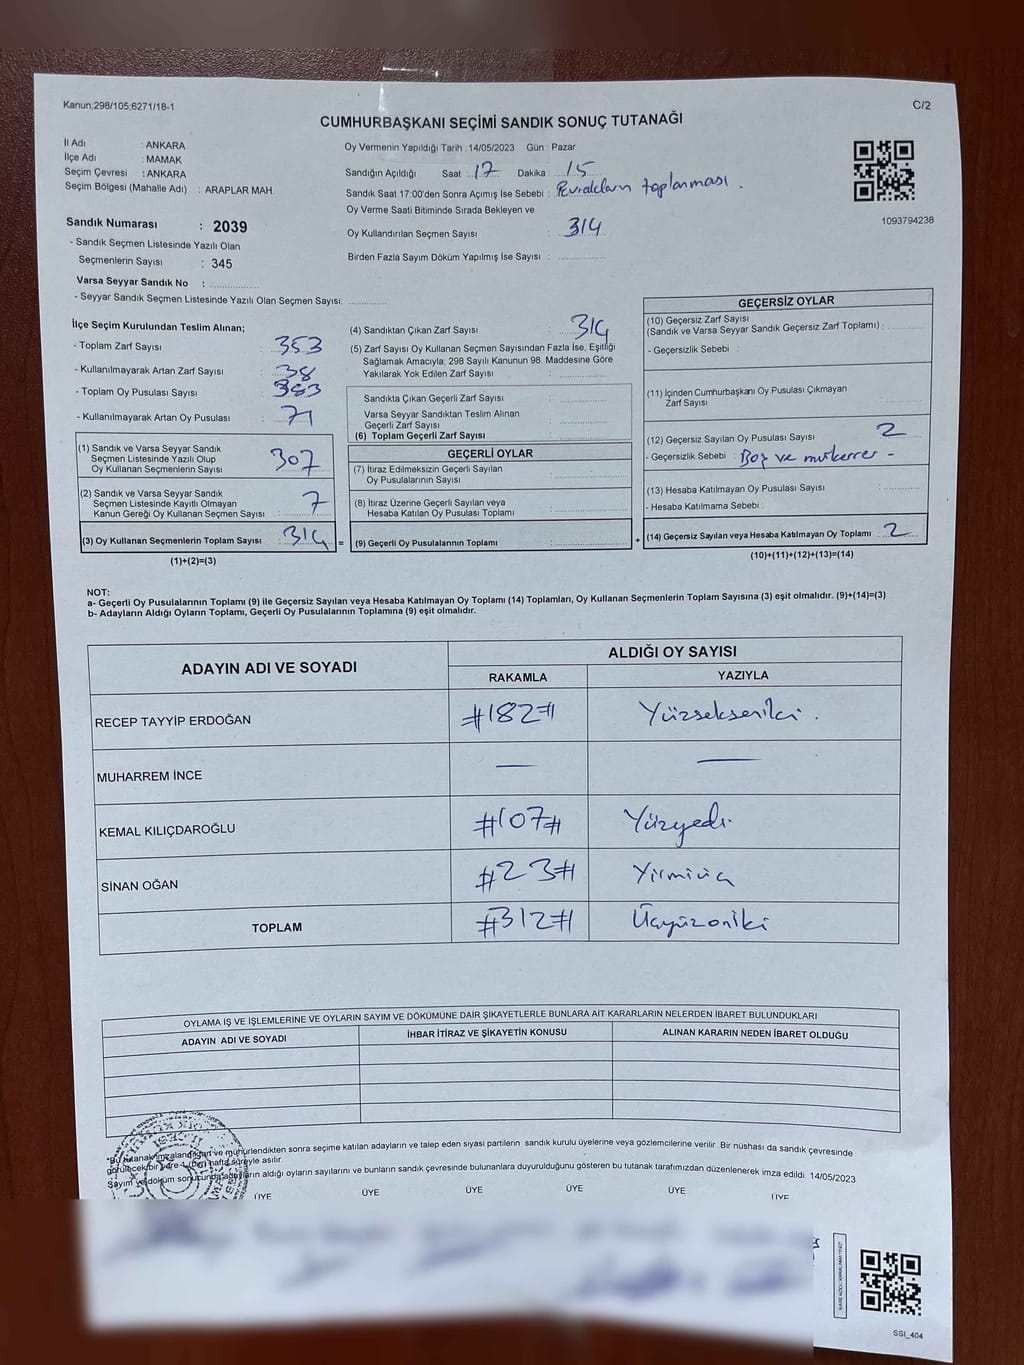 Kanun;298/105;6271/18-1
C/2
CUMHURBAŞKANI SEÇİMİ SANDIK SONUÇ TUTANAĞI
İl Adı : ANKARA
İlçe Adı : MAMAK
Seçim Çevresi : ANKARA
Seçim Bölgesi (Mahalle Adı) : ARAPLAR MAH.
Oy Vermenin Yapıldığı Tarih : 14/05/2023 Gün : Pazar
Sandığın Açıldığı Saat : 17 Dakika : 15
Sandık Saat 17:00'den Sonra Açımış İse Sebebi : Evrakların toplanması .
Oy Verme Saati Bitiminde Sırada Bekleyen ve
Oy Kullandırılan Seçmen Sayısı : 314
Birden Fazla Sayım Döküm Yapılmış İse Sayısı :
1093794238
Sandık Numarası : 2039
- Sandık Seçmen Listesinde Yazılı Olan
Seçmenlerin Sayısı : 345
Varsa Seyyar Sandık No :
- Seyyar Sandık Seçmen Listesinde Yazılı Olan Seçmen Sayısı:
İlçe Seçim Kurulundan Teslim Alınan;
- Toplam Zarf Sayısı : 353
- Kullanılmayarak Artan Zarf Sayısı : 38
- Toplam Oy Pusulası Sayısı : 383
- Kullanılmayarak Artan Oy Pusulası : 71
(1) Sandık ve Varsa Seyyar Sandık
Seçmen Listesinde Yazılı Olup
Oy Kullanan Seçmenlerin Sayısı 307
(2) Sandık ve Varsa Seyyar Sandık
Seçmen Listesinde Kayıtlı Olmayan
Kanun Gereği Oy Kullanan Seçmen Sayısı : 7
(3) Oy Kullanan Seçmenlerin Toplam Sayısı : 314
(1)+(2)=(3)
(4) Sandıktan Çıkan Zarf Sayısı : 314
(5) Zarf Sayısı Oy Kullanan Seçmen Sayısından Fazla İse, Eşitliği
Sağlamak Amacıyla; 298 Sayılı Kanunun 98. Maddesine Göre
Yakılarak Yok Edilen Zarf Sayısı :
Sandıkta Çıkan Geçerli Zarf Sayısı :
Varsa Seyyar Sandıktan Teslim Alınan
Geçerli Zarf Sayısı :
(6) Toplam Geçerli Zarf Sayısı :
GEÇERLİ OYLAR
(7) İtiraz Edimeksizin Geçerli Sayılan
Oy Pusulalarının Sayısı :
(8) İtiraz Üzerine Geçerli Sayılan veya
Hesaba Katılan Oy Pusulası Toplamı :
= (9) Geçerli Oy Pusulalarının Toplamı :
GEÇERSİZ OYLAR
(10) Geçersiz Zarf Sayısı
(Sandık ve Varsa Seyyar Sandık Geçersiz Zarf Toplamı) :
- Geçersizlik Sebebi :
(11) İçinden Cumhurbaşkanı Oy Pusulası Çıkmayan
Zarf Sayısı :
(12) Geçersiz Sayılan Oy Pusulası Sayısı : 2
- Geçersizlik Sebebi : Boş ve mükerrer -
(13) Hesaba Katılmayan Oy Pusulası Sayısı :
- Hesaba Katılmama Sebebi :
+ (14) Geçersiz Sayılan veya Hesaba Katılmayan Oy Toplamı : 2
(10)+(11)+(12)+(13)=(14)
NOT:
a- Geçerli Oy Pusulalarının Toplamı (9) ile Geçersiz Sayılan veya Hesaba Katılmayan Oy Toplamı (14) Toplamları, Oy Kullanan Seçmenlerin Toplam Sayısına (3) eşit olmalıdır. (9)+(14)=(3)
b- Adayların Aldığı Oyların Toplamı, Geçerli Oy Pusulalarının Toplamına (9) eşit olmalıdır.
ADAYIN ADI VE SOYADI
ALDIĞI OY SAYISI
RAKAMLA YAZIYLA
RECEP TAYYİP ERDOĞAN #182# Yüzsekseniki .
MUHARREM İNCE — —
KEMAL KILIÇDAROĞLU #107# Yüzyedi
SİNAN OĞAN #23# Yirmiüç
TOPLAM #312# Üçyüzoniki
OYLAMA İŞ VE İŞLEMLERİNE VE OYLARIN SAYIM VE DÖKÜMÜNE DAİR ŞİKAYETLERLE BUNLARA AİT KARARLARIN NELERDEN İBARET BULUNDUKLARI
ADAYIN ADI VE SOYADI İHBAR İTİRAZ VE ŞİKAYETİN KONUSU ALINAN KARARIN NEDEN İBARET OLDUĞU
*Bu tutanak imzalandıktan ve mühürlendikten sonra seçime katılan adayların ve talep eden siyasi partilerin sandık kurulu üyelerine veya gözlemcilerine verilir. Bir nüshası da sandık çevresinde
görülecek bir yere 1 (bir) hafta süreyle asılır.
Sayım ve döküm sonucunda adayların aldığı oyların sayılarını ve bunların sandık çevresinde bulunanlara duyurulduğunu gösteren bu tutanak tarafımızdan düzenlenerek imza edildi. 14/05/2023
ÜYE ÜYE ÜYE ÜYE ÜYE ÜYE
SSI_404